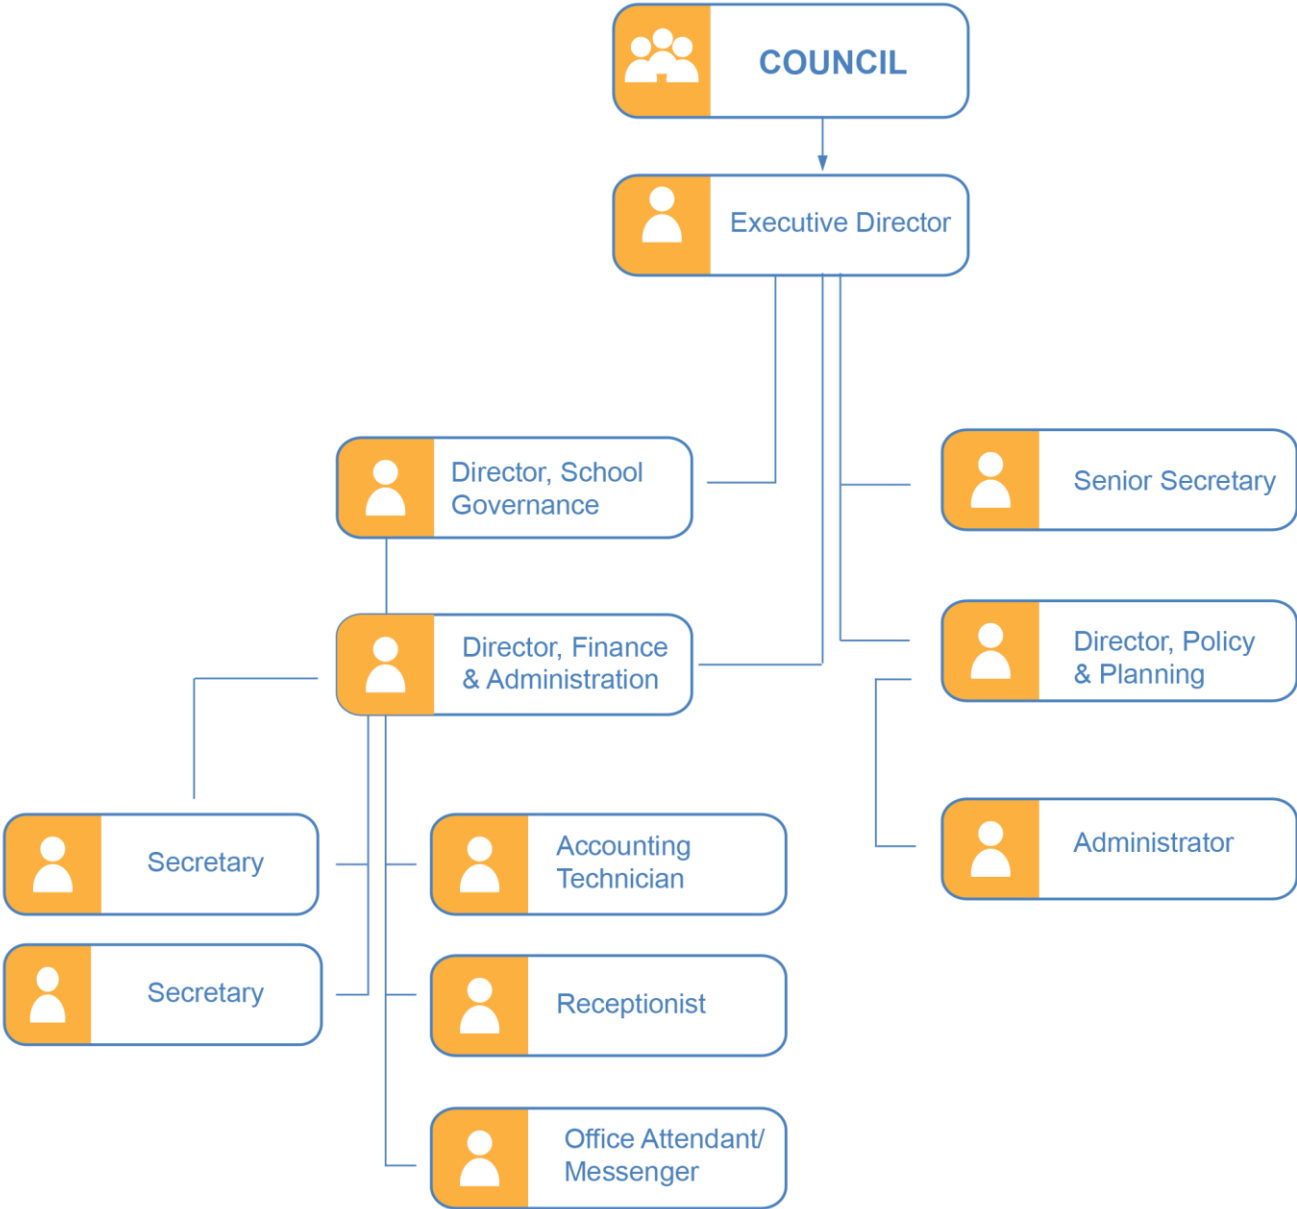 COUNCIL
Executive Director
Director, School
Governance
Senior Secretary
Director, Finance
& Administration
Director, Policy
& Planning
Secretary
Accounting
Technician
Administrator
Secretary
Receptionist
Office Attendant/
Messenger